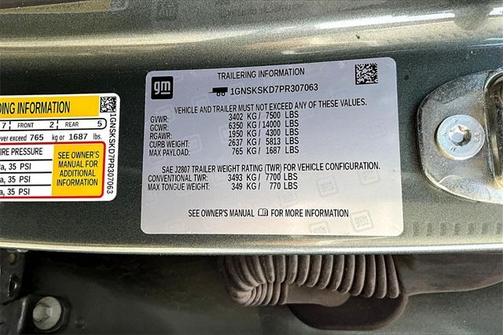 DING INFORMATION
7 FRONT 2 REAR 5
ver exceed 765 kg or 1687 lbs.
RE PRESSURE
a, 35 PSI
a, 35 PSI
a, 35 PSI
SEE OWNER'S
MANUAL FOR
ADDITIONAL
INFORMATION
1GNSKSKD7PR307063
gm
TRAILERING INFORMATION
1GNSKSKD7PR307063
VEHICLE AND TRAILER MUST NOT EXCEED ANY OF THESE VALUES.
GVWR: 3402 KG/ 7500 LBS
GCWR: 6350 KG/ 14000 LBS
RGAWR: 1950 KG/ 4300 LBS
CURB WEIGHT: 2637 KG/ 5813 LBS
MAX PAYLOAD: 765 KG/ 1687 LBS
SAE J2807 TRAILER WEIGHT RATING (TWR) FOR VEHICLE CONFIGURATION.
CONVENTIONAL TWR: 3493 KG/ 7700 LBS
MAX TONGUE WEIGHT: 349 KG/ 770 LBS
SEE OWNER'S MANUAL FOR MORE INFORMATION